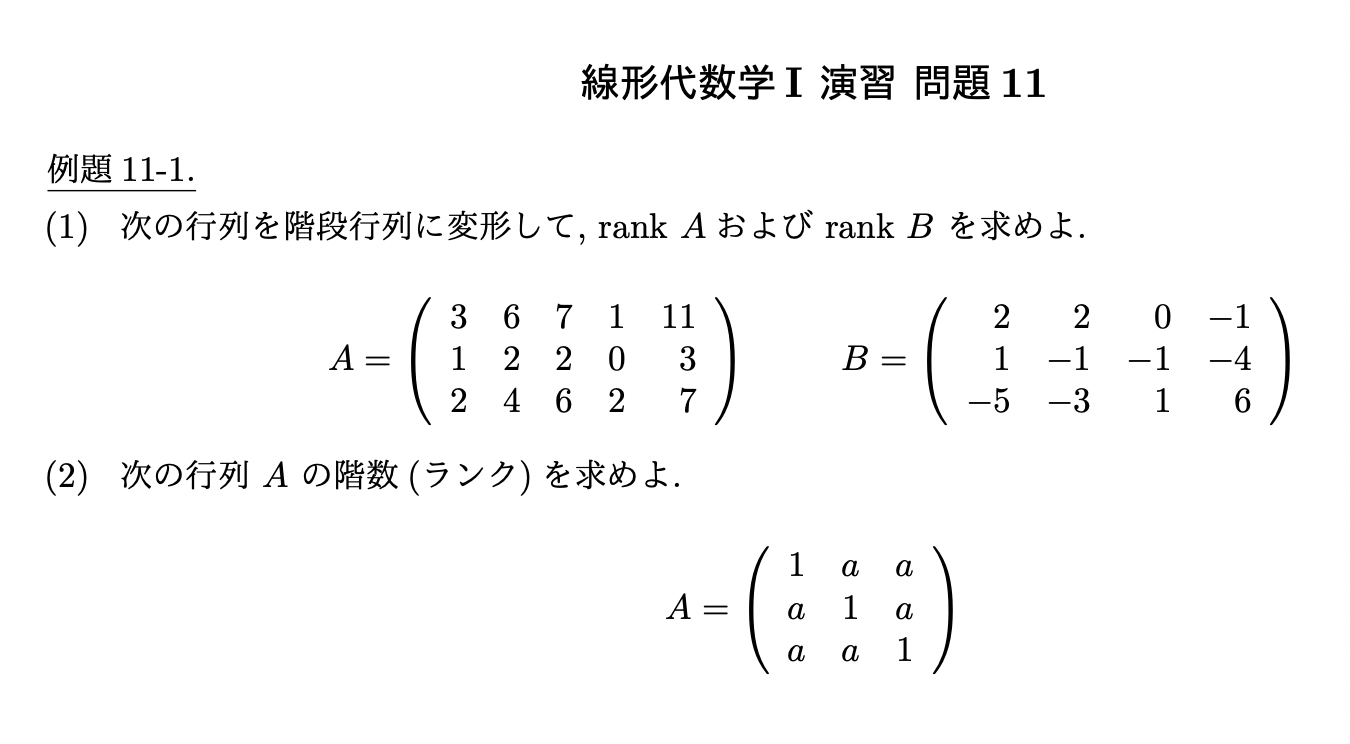 線形代数学 I 演習 問題 11
例題 11-1.
(1) 次の行列を階段行列に変形して, rank A および rank B を求めよ.
A = ( 3 6 7 1 11
1 2 2 0 3
2 4 6 2 7 )
B = ( 2 2 0 −1
1 −1 −1 −4
−5 −3 1 6 )
(2) 次の行列 A の階数 (ランク) を求めよ.
A = ( 1 a a
a 1 a
a a 1 )